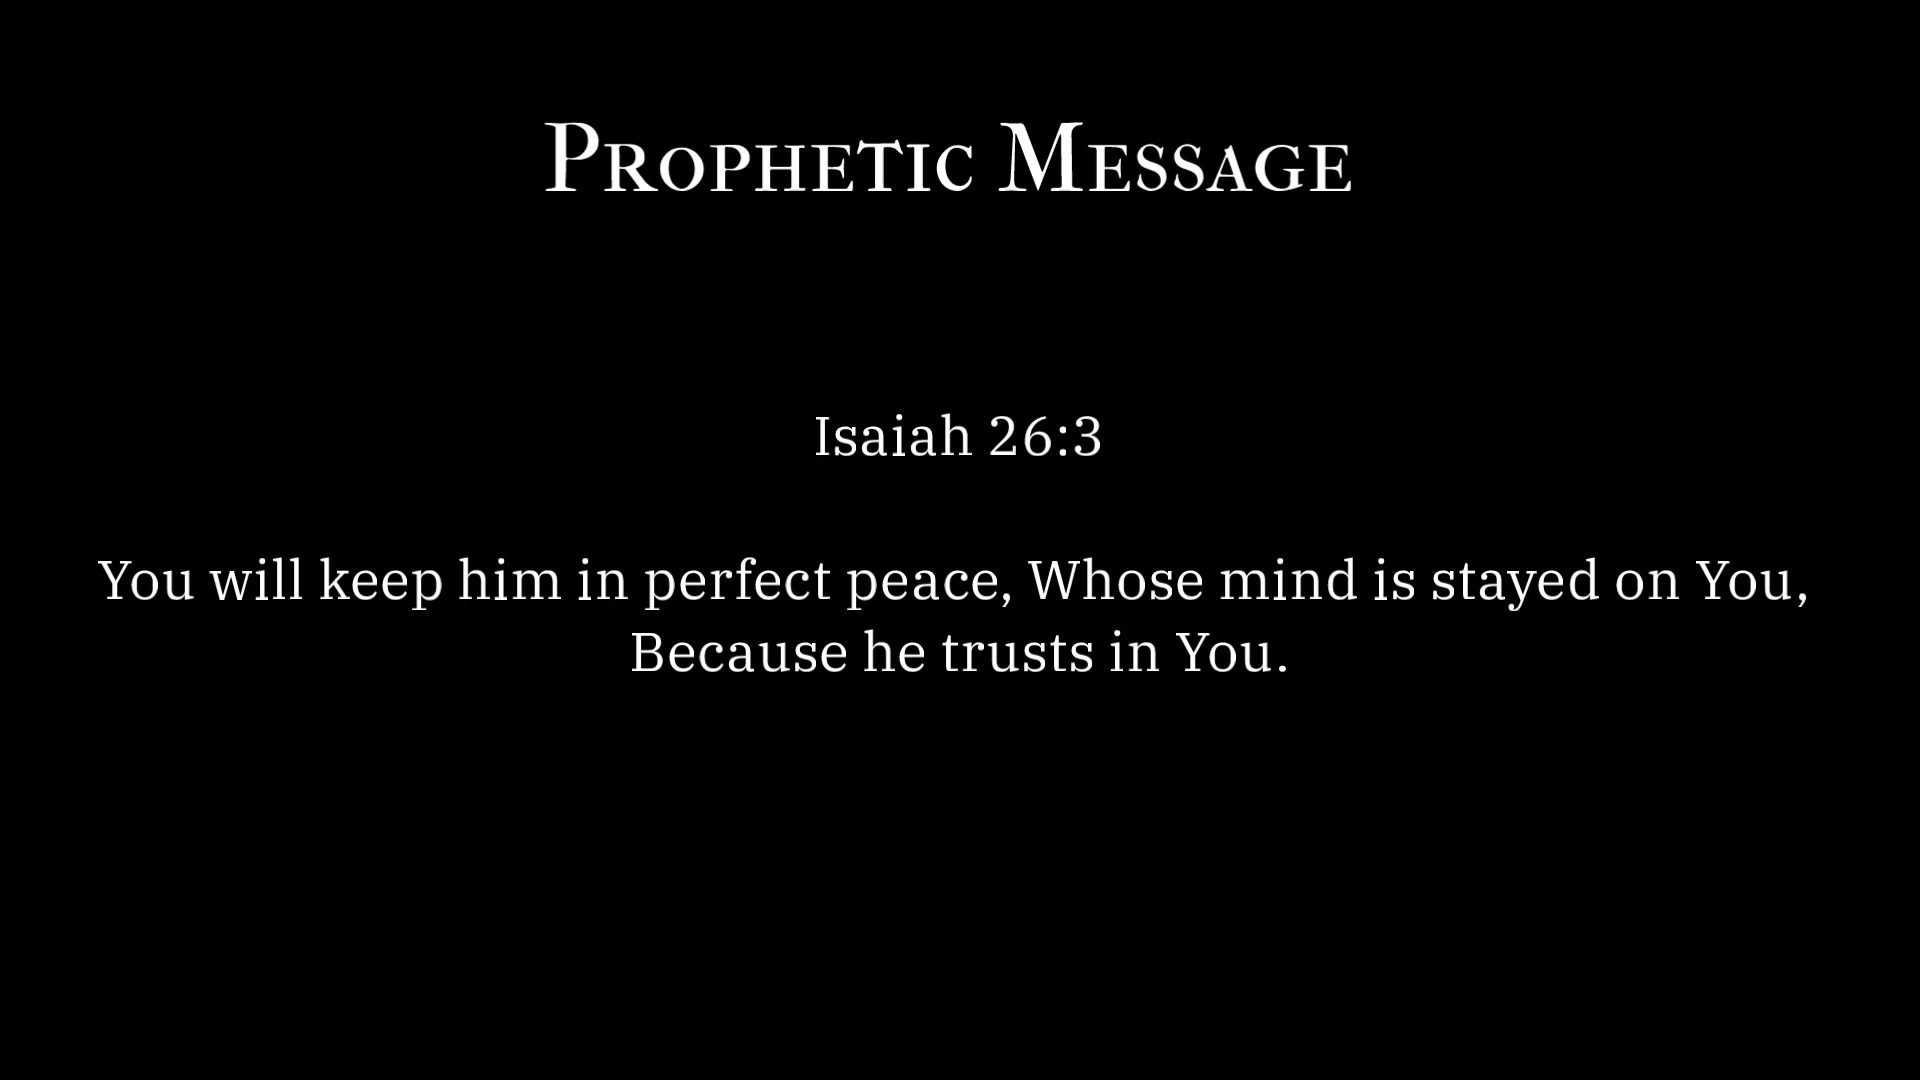 Prophetic Message
Isaiah 26:3
You will keep him in perfect peace, Whose mind is stayed on You,
Because he trusts in You.